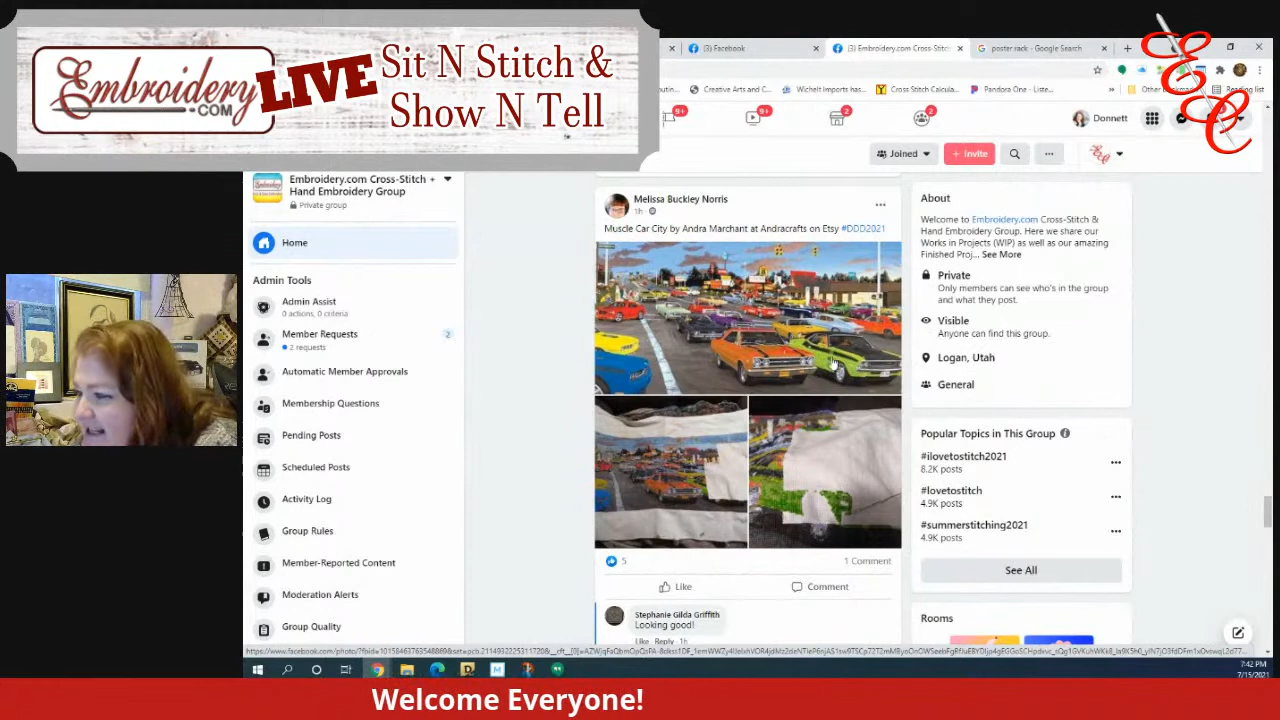 Embroidery
.COM
LIVE
Sit N Stitch &
Show N Tell
EEC
(3) Facebook
(3) Embroidery.com Cross-Stitc
poster rack - Google Search
Creative Arts and C...
Wichelt Imports has...
Cross Stitch Calcula...
Pandora One - Liste...
Other bookmarks
Reading list
9+
9+
2
Donnett
Joined
+ Invite
Embroidery.com Cross-Stitch +
Hand Embroidery Group
Private group
Home
Admin Tools
Admin Assist
0 actions, 0 criteria
Member Requests
2
2 requests
Automatic Member Approvals
Membership Questions
Pending Posts
Scheduled Posts
Activity Log
Group Rules
Member-Reported Content
Moderation Alerts
Group Quality
Melissa Buckley Norris
1h
Muscle Car City by Andra Marchant at Andracrafts on Etsy #DDD2021
5
1 Comment
Like
Comment
Stephanie Gilda Griffith
Looking good!
Like · Reply · 1h
About
Welcome to Embroidery.com Cross-Stitch &
Hand Embroidery Group. Here we share our
Works in Projects (WIP) as well as our amazing
Finished Proj... See More
Private
Only members can see who's in the group
and what they post.
Visible
Anyone can find this group.
Logan, Utah
General
Popular Topics in This Group
#ilovetostitch2021
8.2K posts
#lovetostitch
4.9K posts
#summerstitching2021
4.9K posts
See All
Rooms
7:42 PM
7/15/2021
Welcome Everyone!